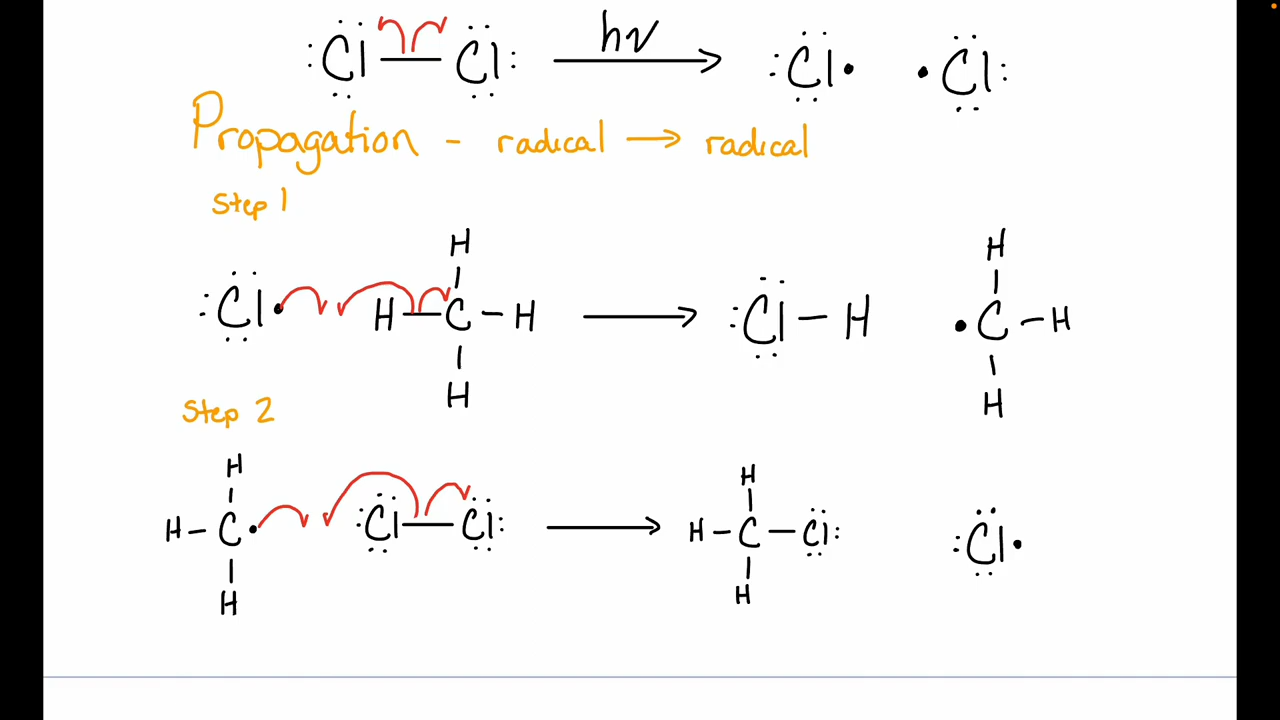 :Cl — Cl: hν → :Cl• •Cl:
Propagation - radical → radical
Step 1
H H
:Cl• H—C—H → :Cl—H •C—H
H H
Step 2
H H
H—C• :Cl—Cl: → H—C—Cl: :Cl•
H H